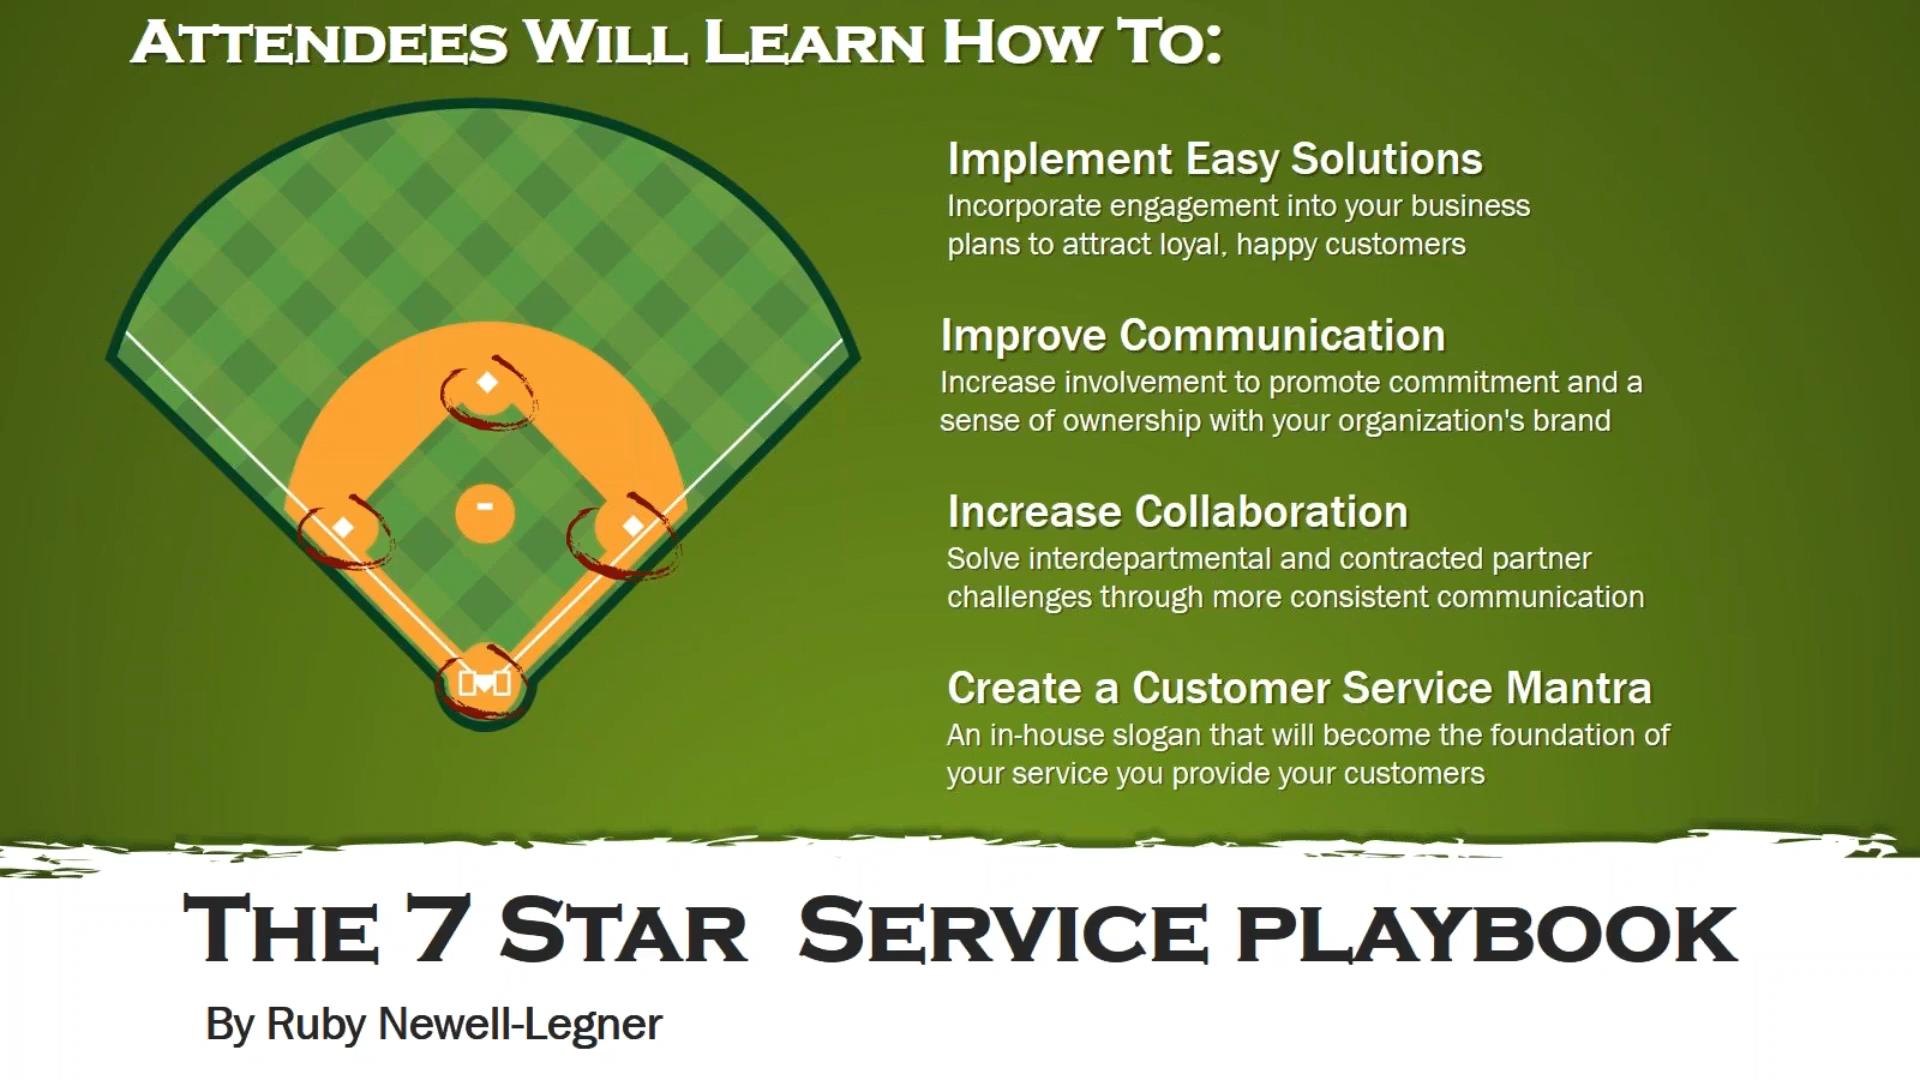 Attendees Will Learn How To:
Implement Easy Solutions
Incorporate engagement into your business
plans to attract loyal, happy customers
Improve Communication
Increase involvement to promote commitment and a
sense of ownership with your organization's brand
Increase Collaboration
Solve interdepartmental and contracted partner
challenges through more consistent communication
Create a Customer Service Mantra
An in-house slogan that will become the foundation of
your service you provide your customers
The 7 Star Service playbook
By Ruby Newell-Legner